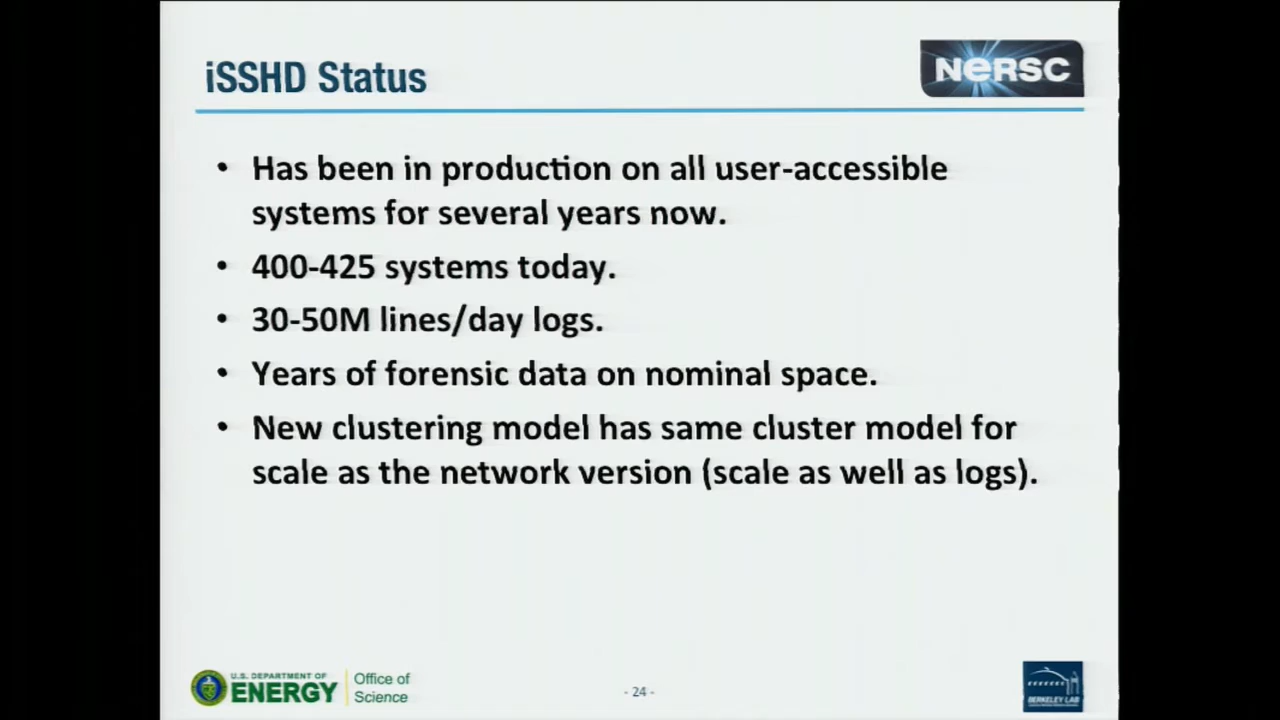 iSSHD Status
NERSC
• Has been in production on all user-accessible
systems for several years now.
• 400-425 systems today.
• 30-50M lines/day logs.
• Years of forensic data on nominal space.
• New clustering model has same cluster model for
scale as the network version (scale as well as logs).
U.S. DEPARTMENT OF
ENERGY
Office of
Science
- 24 -
BERKELEY LAB